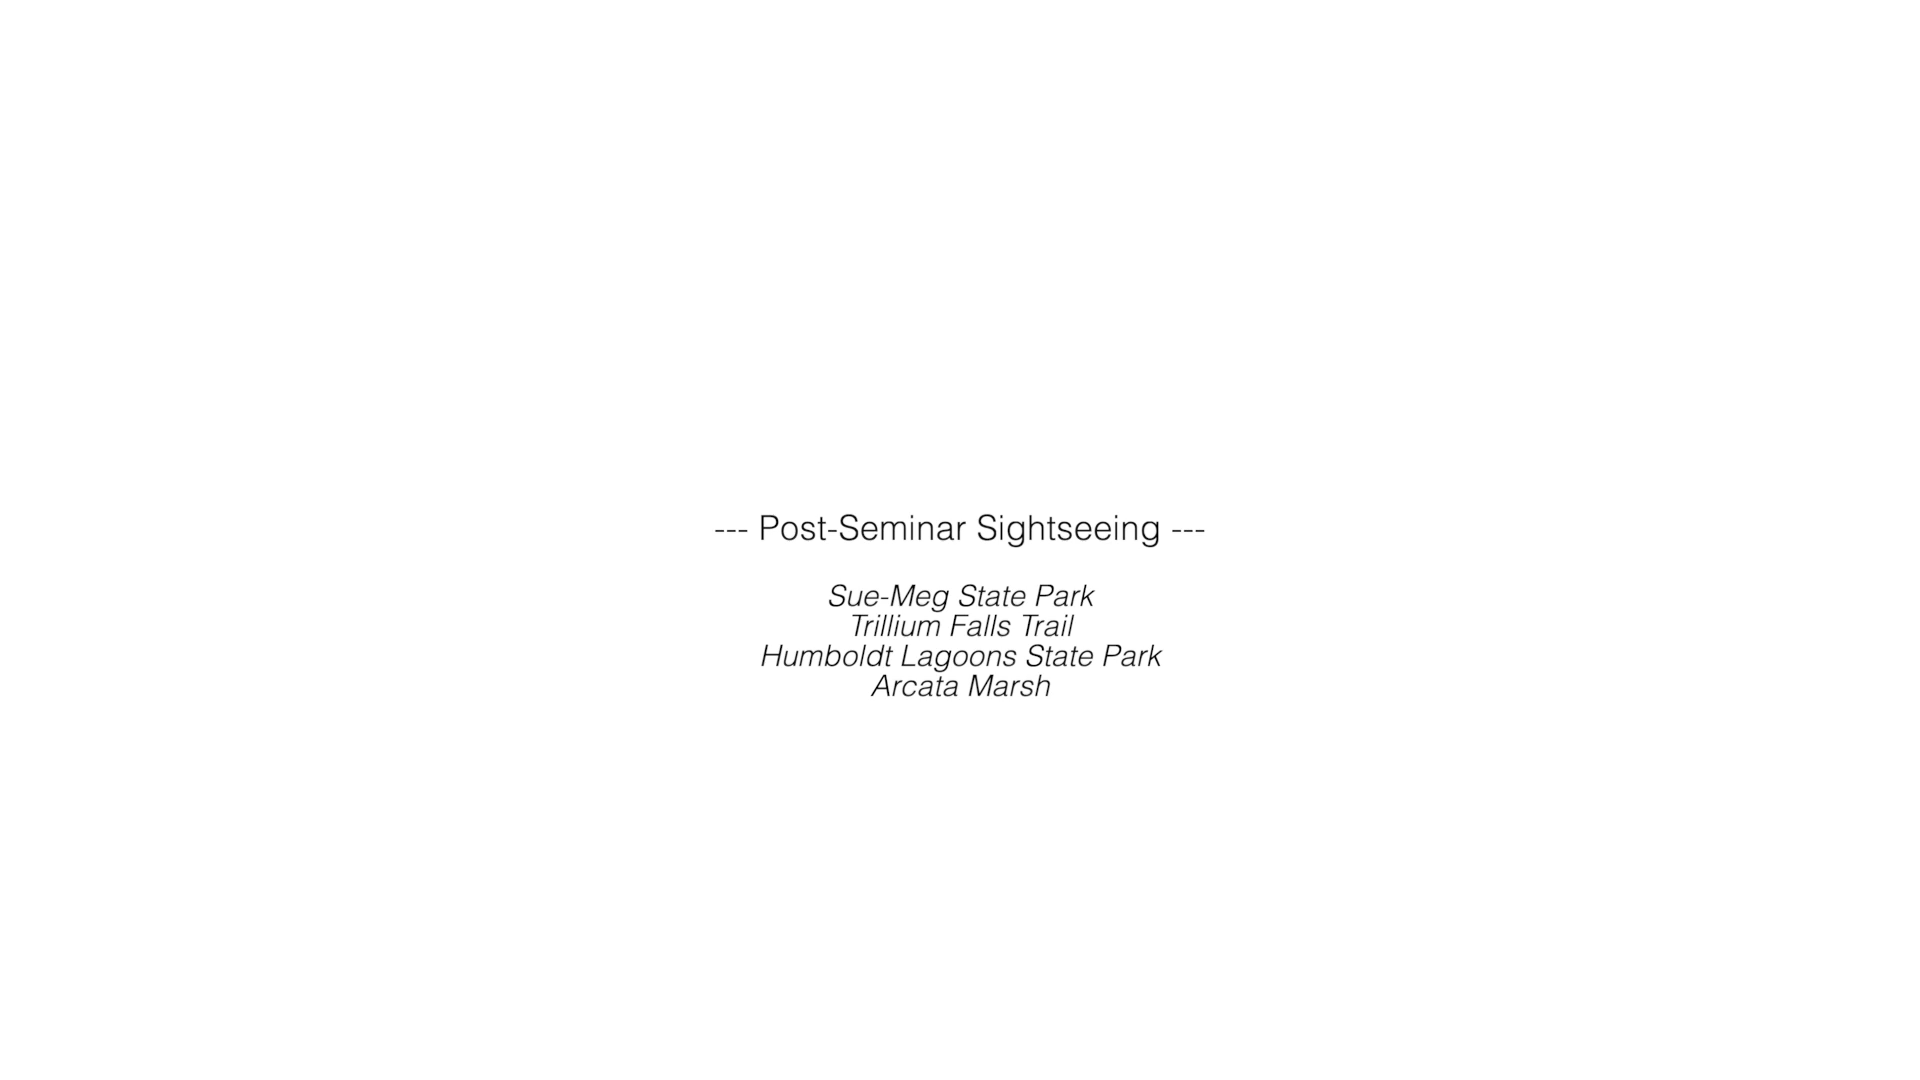 --- Post-Seminar Sightseeing ---
Sue-Meg State Park
Trillium Falls Trail
Humboldt Lagoons State Park
Arcata Marsh